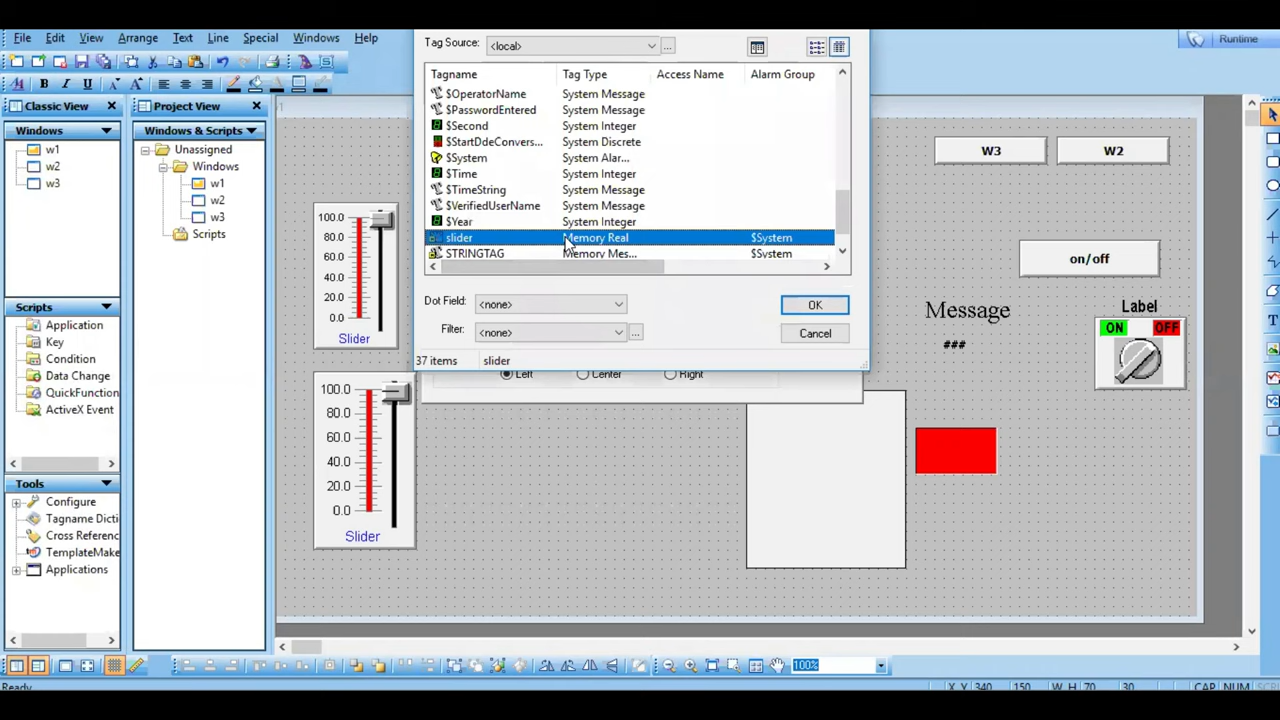 File Edit View Arrange Text Line Special Windows Help
Runtime
B I U
Classic View
Windows
w1
w2
w3
Scripts
Application
Key
Condition
Data Change
QuickFunction
ActiveX Event
Tools
Configure
Tagname Dicti
Cross Referenc
TemplateMake
Applications
Project View
Windows & Scripts
Unassigned
Windows
w1
w2
w3
Scripts
Tag Source: <local> ...
Tagname Tag Type Access Name Alarm Group
$OperatorName System Message
$PasswordEntered System Message
$Second System Integer
$StartDdeConvers... System Discrete
$System System Alar...
$Time System Integer
$TimeString System Message
$VerifiedUserName System Message
$Year System Integer
slider Memory Real $System
STRINGTAG Memory Mes... $System
Dot Field: <none> OK
Filter: <none> ... Cancel
37 items slider
Left Center Right
100.0
80.0
60.0
40.0
20.0
0.0
Slider
100.0
80.0
60.0
40.0
20.0
0.0
Slider
W3 W2
on/off
Message
###
Label
ON OFF
100%
Ready X, Y 340 150 W, H 70 30 CAP NUM